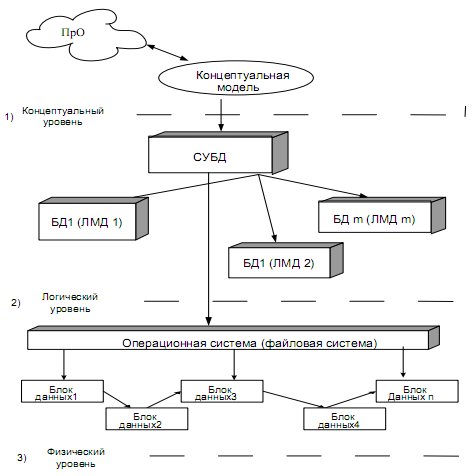 ПрО
Концептуальная
модель
1) Концептуальный
уровень
СУБД
БД1 (ЛМД 1)
БД m (ЛМД m)
БД1 (ЛМД 2)
2) Логический
уровень
Операционная система (файловая система)
Блок
данных1
Блок
данных3
Блок
Данных n
Блок
данных2
Блок
данных4
3) Физический
уровень